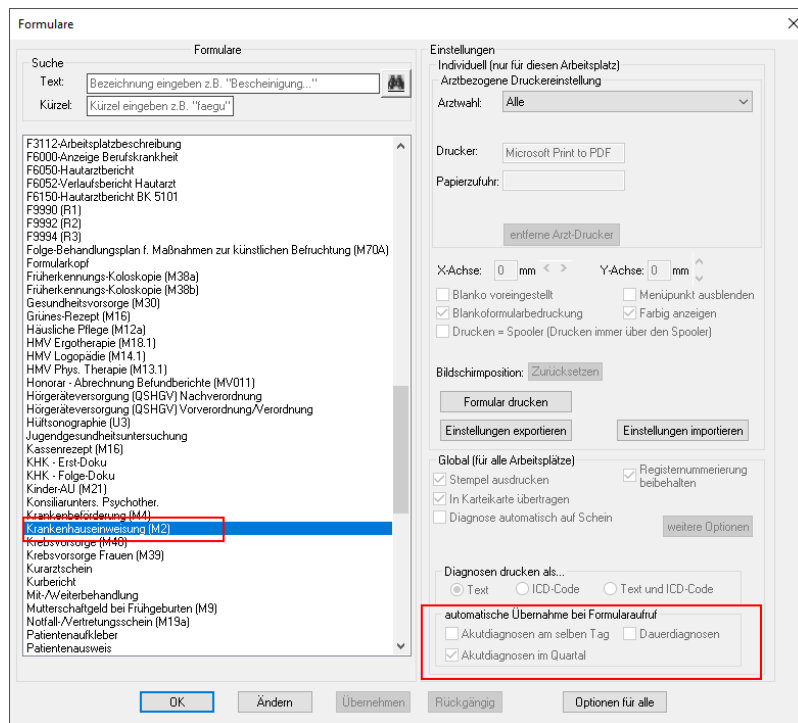 Formulare
Formulare
Suche
Text: Bezeichnung eingeben z.B. "Bescheinigung..."
Kürzel: Kürzel eingeben z.B. "faegu"
F3112-Arbeitsplatzbeschreibung
F6000-Anzeige Berufskrankheit
F6050-Hautarztbericht
F6052-Verlaufsbericht Hautarzt
F6150-Hautarztbericht BK 5101
F9990 (R1)
F9992 (R2)
F9994 (R3)
Folge-Behandlungsplan f. Maßnahmen zur künstlichen Befruchtung (M70A)
Formularkopf
Früherkennungs-Koloskopie (M38a)
Früherkennungs-Koloskopie (M38b)
Gesundheitsvorsorge (M30)
Grünes-Rezept (M16)
Häusliche Pflege (M12a)
HMV Ergotherapie (M18.1)
HMV Logopädie (M14.1)
HMV Phys. Therapie (M13.1)
Honorar - Abrechnung Befundberichte (MV011)
Hörgeräteversorgung (QSHGV) Nachverordnung
Hörgeräteversorgung (QSHGV) Vorverordnung/Verordnung
Hüftsonographie (U3)
Jugendgesundheitsuntersuchung
Kassenrezept (M16)
KHK - Erst-Doku
KHK - Folge-Doku
Kinder-AU (M21)
Konsiliarunters. Psychother.
Krankenbeförderung (M4)
Krankenhauseinweisung (M2)
Krebsvorsorge (M40)
Krebsvorsorge Frauen (M39)
Kurarztschein
Kurbericht
Mit-/Weiterbehandlung
Mutterschaftgeld bei Frühgeburten (M9)
Notfall-/Vertretungsschein (M19a)
Patientenaufkleber
Patientenausweis
Einstellungen
Individuell (nur für diesen Arbeitsplatz)
Arztbezogene Druckereinstellung
Arztwahl: Alle
Drucker: Microsoft Print to PDF
Papierzufuhr:
entferne Arzt-Drucker
X-Achse: 0 mm Y-Achse: 0 mm
Blanko voreingestellt Menüpunkt ausblenden
Blankoformularbedruckung Farbig anzeigen
Drucken = Spooler (Drucken immer über den Spooler)
Bildschirmposition: Zurücksetzen
Formular drucken
Einstellungen exportieren Einstellungen importieren
Global (für alle Arbeitsplätze)
Stempel ausdrucken Registernummerierung
beibehalten
In Karteikarte übertragen
Diagnose automatisch auf Schein weitere Optionen
Diagnosen drucken als...
Text ICD-Code Text und ICD-Code
automatische Übernahme bei Formularaufruf
Akutdiagnosen am selben Tag Dauerdiagnosen
Akutdiagnosen im Quartal
OK Ändern Übernehmen Rückgängig Optionen für alle